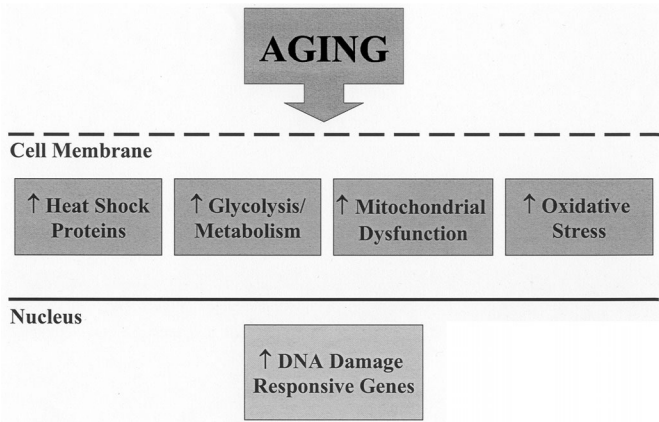 AGING
Cell Membrane
↑ Heat Shock
Proteins
↑ Glycolysis/
Metabolism
↑ Mitochondrial
Dysfunction
↑ Oxidative
Stress
Nucleus
↑ DNA Damage
Responsive Genes